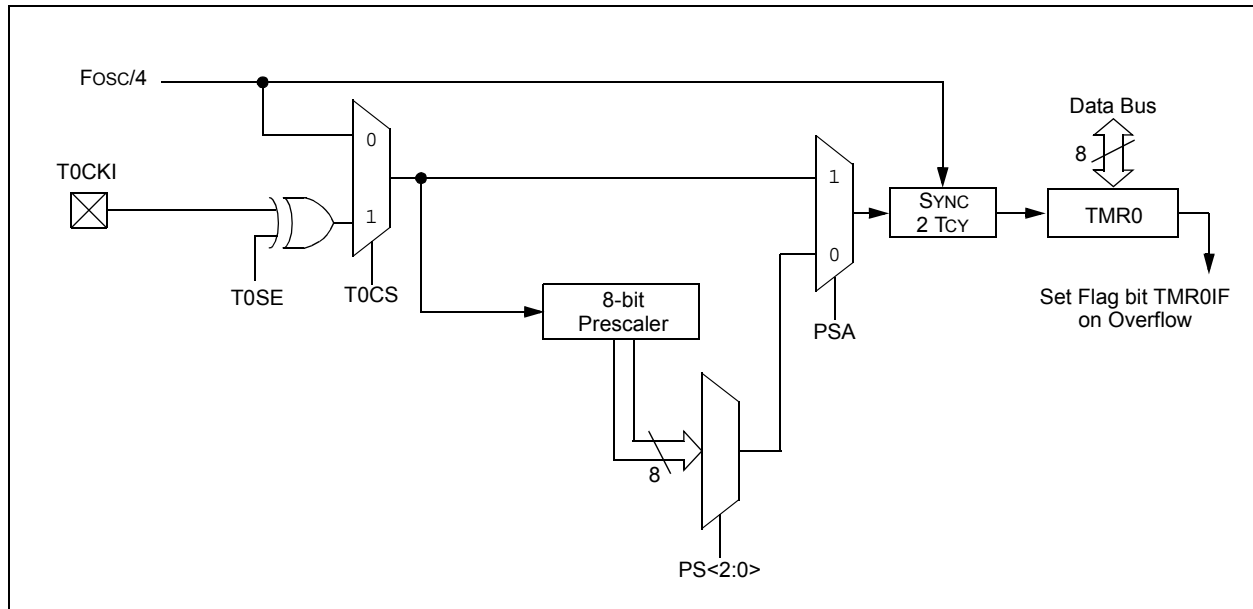 FOSC/4
Data Bus
0
8
T0CKI
1
SYNC
2 TCY
TMR0
1
0
T0SE
T0CS
8-bit
Prescaler
PSA
Set Flag bit TMR0IF
on Overflow
8
PS<2:0>